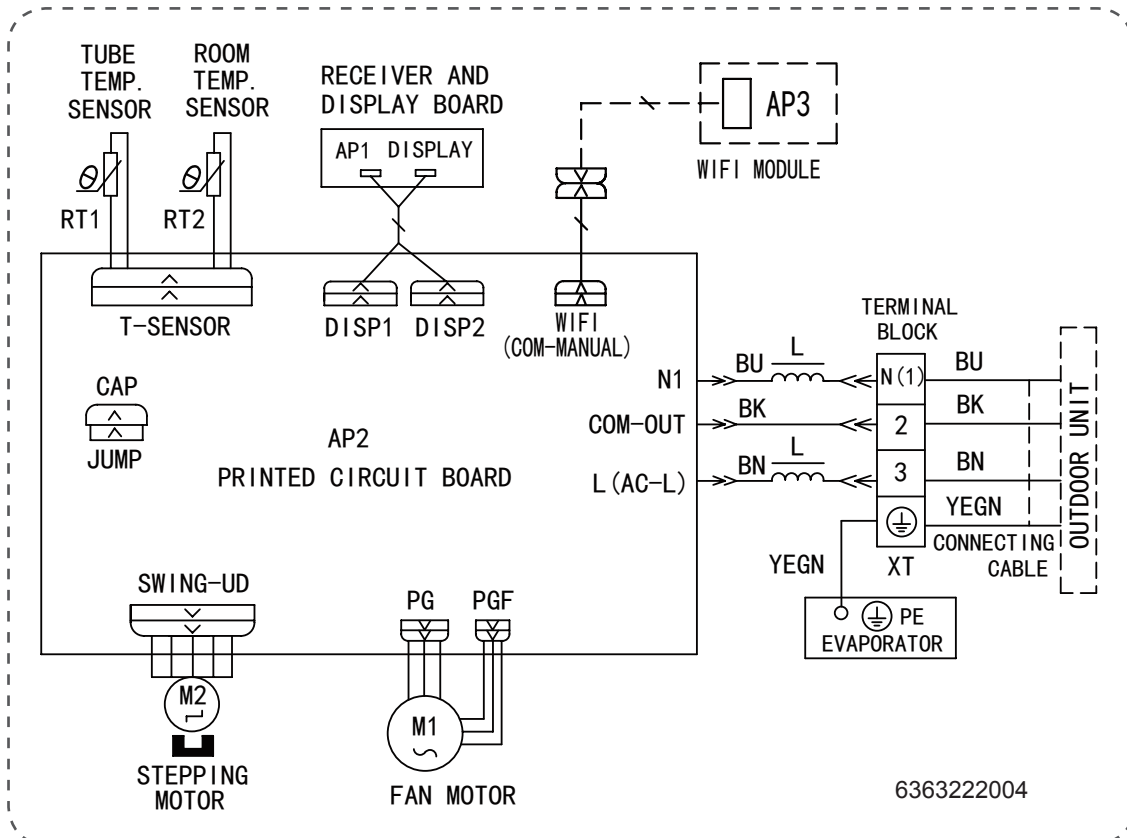 TUBE
TEMP.
SENSOR
ROOM
TEMP.
SENSOR
RECEIVER AND
DISPLAY BOARD
AP1 DISPLAY
AP3
WIFI MODULE
θ
RT1
θ
RT2
T-SENSOR
DISP1
DISP2
WIFI
(COM-MANUAL)
TERMINAL
BLOCK
N1
BU
L
N(1)
BU
COM-OUT
BK
2
BK
L(AC-L)
BN
L
3
BN
YEGN
OUTDOOR UNIT
CONNECTING
CABLE
XT
YEGN
PE
EVAPORATOR
CAP
JUMP
AP2
PRINTED CIRCUIT BOARD
SWING-UD
PG
PGF
M2
STEPPING
MOTOR
M1
FAN MOTOR
6363222004